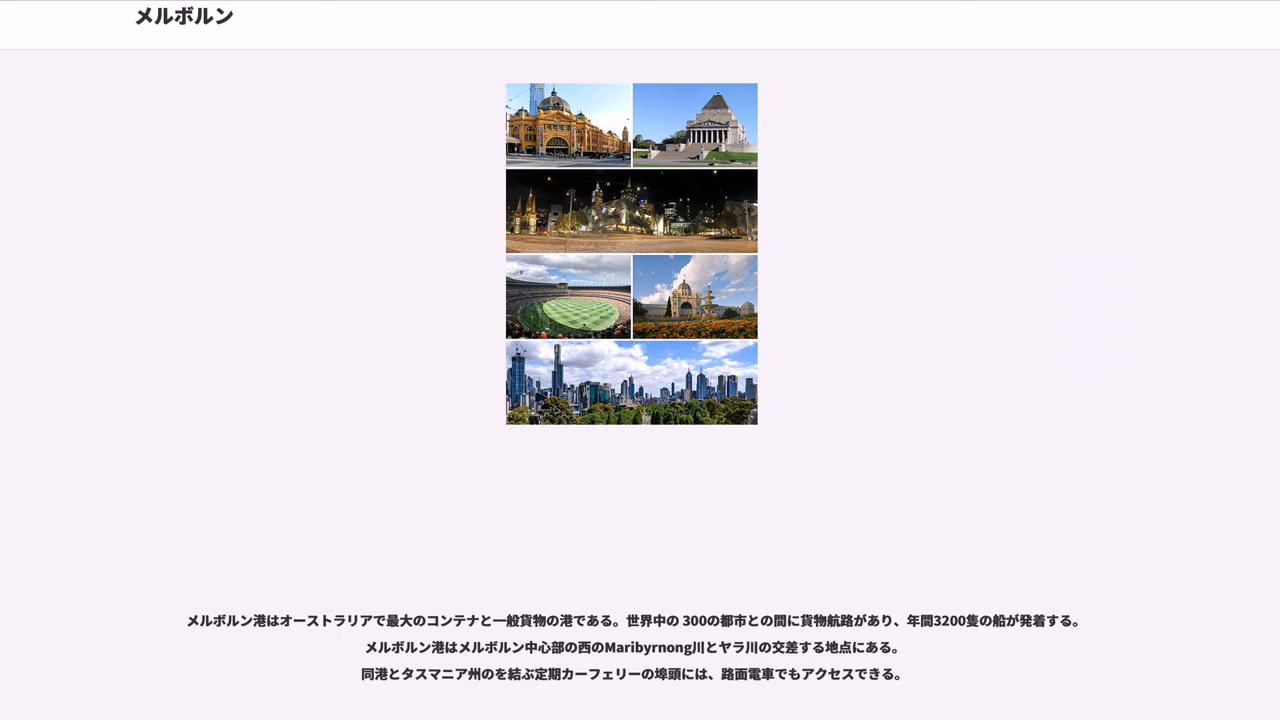 メルボルン
メルボルン港はオーストラリアで最大のコンテナと一般貨物の港である。世界中の 300の都市との間に貨物航路があり、年間3200隻の船が発着する。
メルボルン港はメルボルン中心部の西のMaribyrnong川とヤラ川の交差する地点にある。
同港とタスマニア州のを結ぶ定期カーフェリーの埠頭には、路面電車でもアクセスできる。